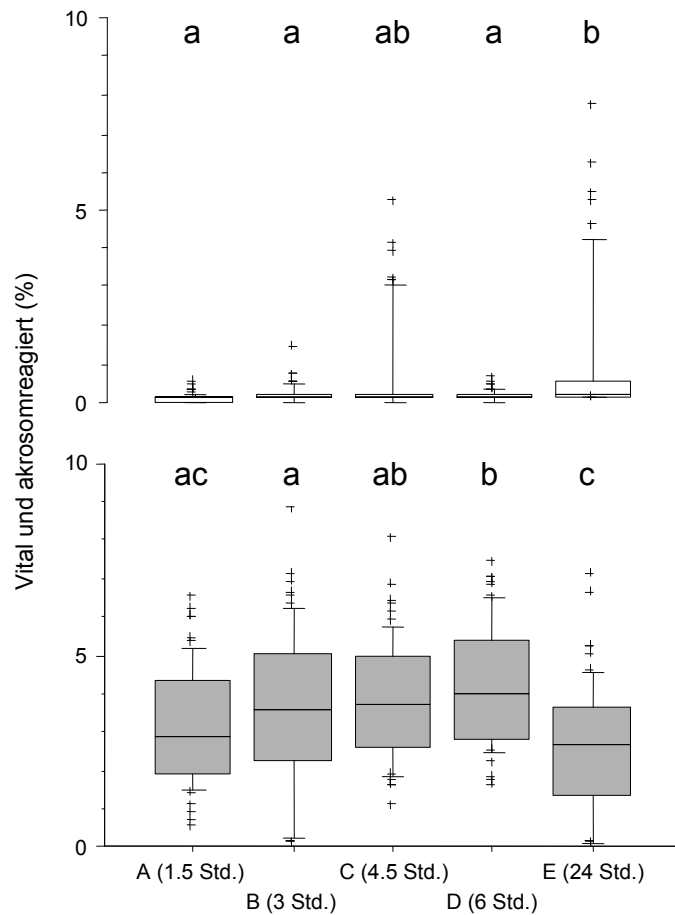 10
a a ab a b
5
0
Vital und akrosomreagiert (%)
10
ac a ab b c
5
0
A (1.5 Std.) C (4.5 Std.) E (24 Std.)
B (3 Std.) D (6 Std.)